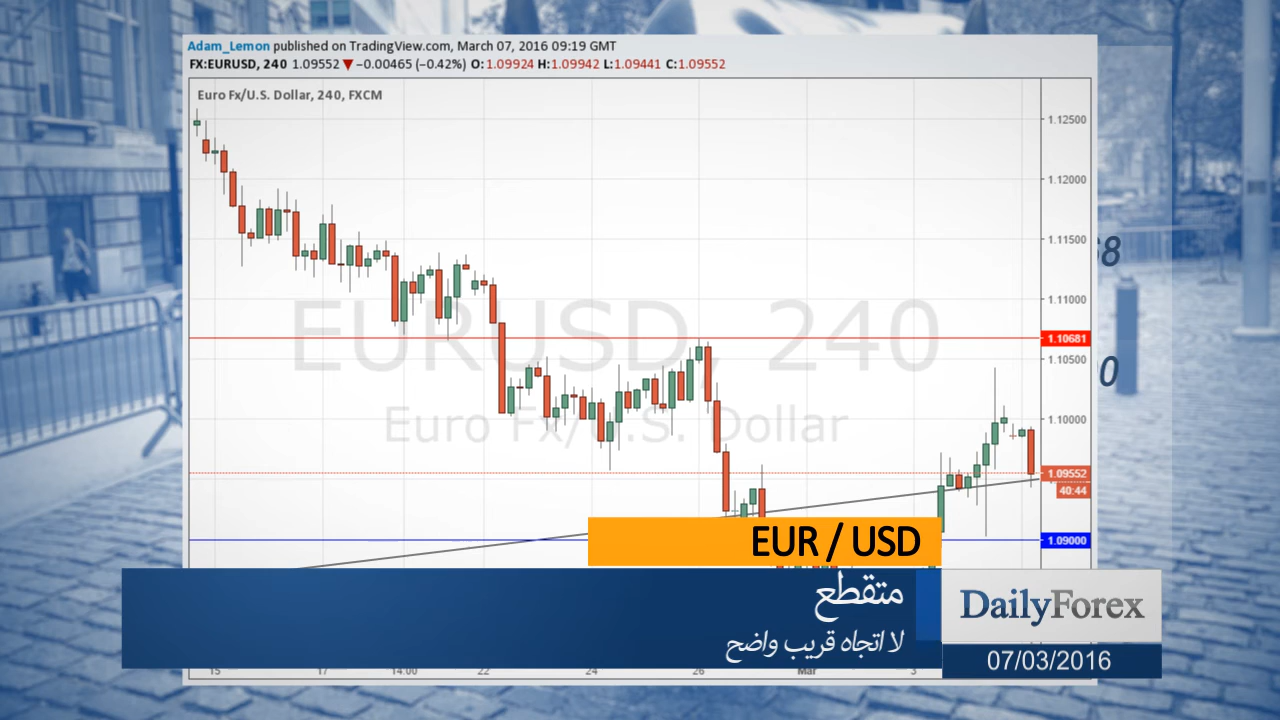 Adam_Lemon published on TradingView.com, March 07, 2016 09:19 GMT
FX:EURUSD, 240 1.09552 ▼ −0.00465 (−0.42%) O:1.09924 H:1.09942 L:1.09441 C:1.09552
Euro Fx/U.S. Dollar, 240, FXCM
EURUSD, 240
Euro Fx/U.S. Dollar
1.12500
1.12000
1.11500
1.11000
1.10681
1.10500
1.10000
1.09552
40:44
1.09000
EUR / USD
متقطع
لا اتجاه قريب واضح
DailyForex
07/03/2016
15 17 14:00 22 24 26 Mar 3